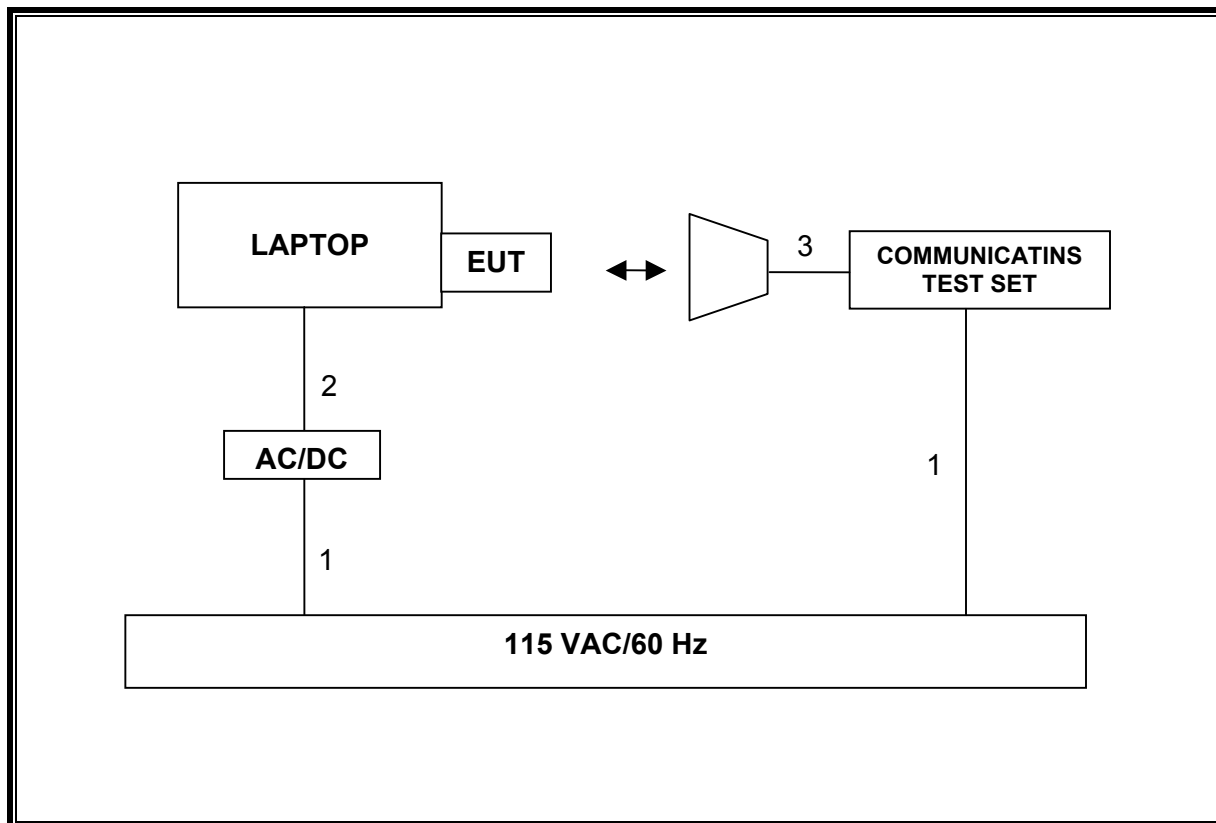 LAPTOP
EUT
3
COMMUNICATINS
TEST SET
2
AC/DC
1
1
115 VAC/60 Hz